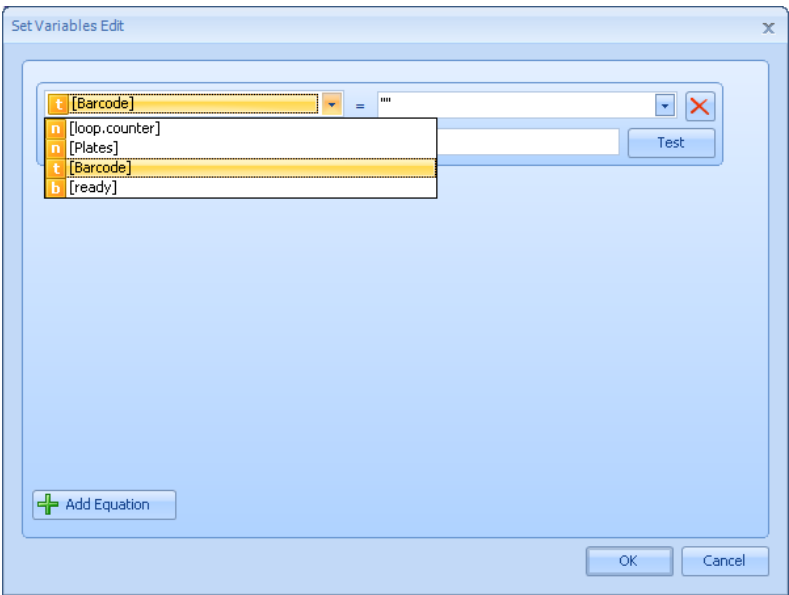 Set Variables Edit x
t [Barcode] = ""
n [loop.counter]
n [Plates]
Test
t [Barcode]
b [ready]
Add Equation
OK Cancel